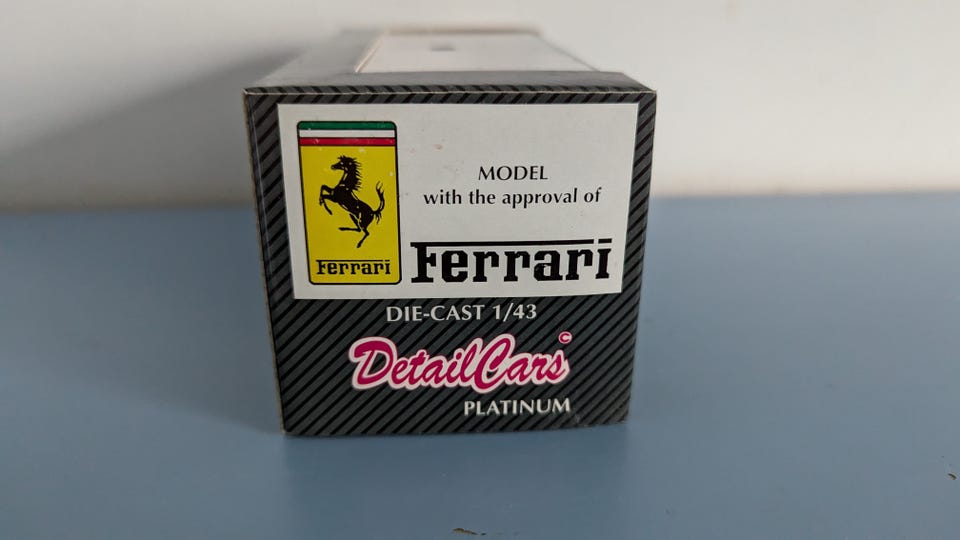 MODEL
with the approval of
Ferrari
Ferrari
DIE-CAST 1/43
DetailCars©
PLATINUM